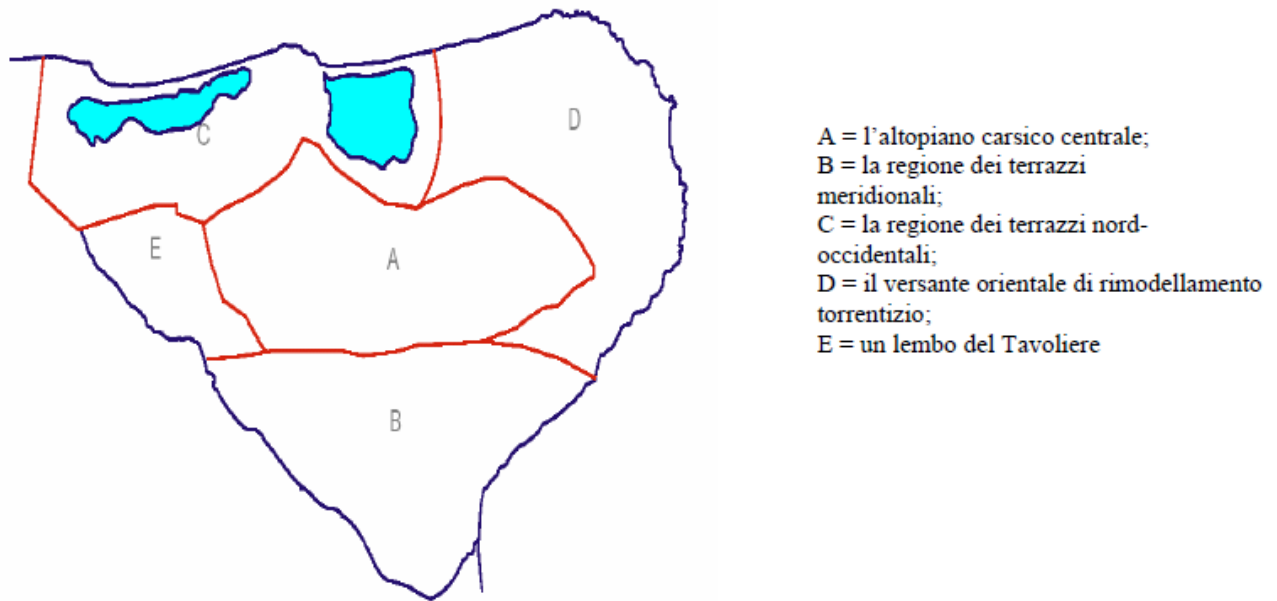 C
D
E
A
B
A = l'altopiano carsico centrale;
B = la regione dei terrazzi
meridionali;
C = la regione dei terrazzi nord-
occidentali;
D = il versante orientale di rimodellamento
torrentizio;
E = un lembo del Tavoliere